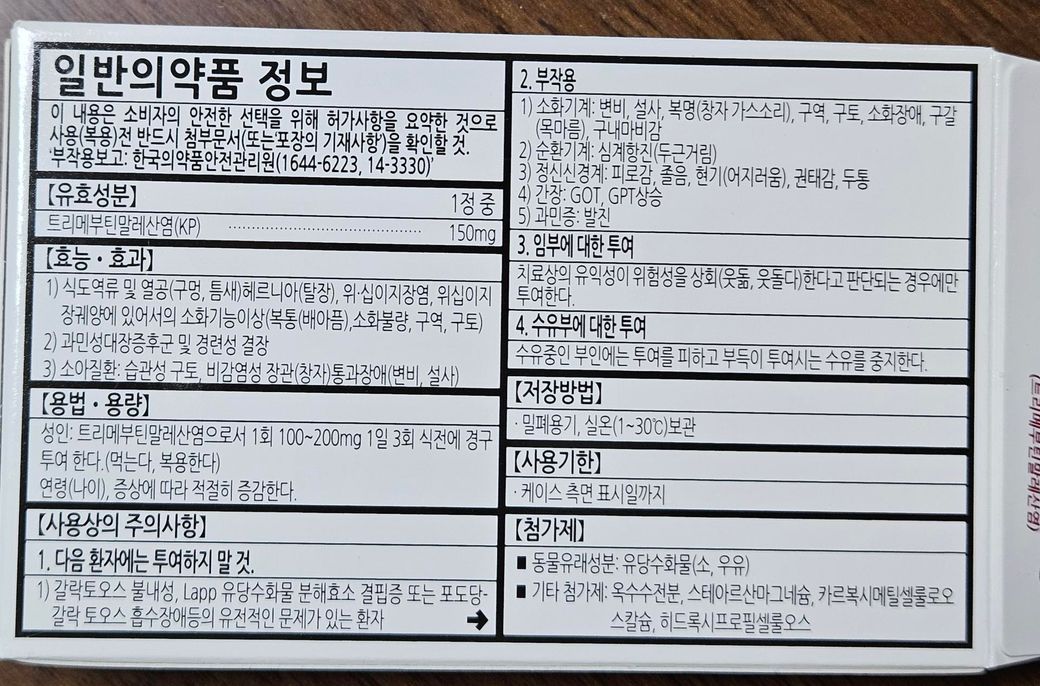 일반의약품 정보
이 내용은 소비자의 안전한 선택을 위해 허가사항을 요약한 것으로
사용(복용)전 반드시 첨부문서(또는'포장의 기재사항')을 확인할 것.
'부작용보고: 한국의약품안전관리원(1644-6223, 14-3330)'
【유효성분】 1정 중
트리메부틴말레산염(KP) ········································ 150mg
【효능·효과】
1) 식도역류 및 열공(구멍, 틈새)헤르니아(탈장), 위·십이지장염, 위십이지
장궤양에 있어서의 소화기능이상(복통(배아픔),소화불량, 구역, 구토)
2) 과민성대장증후군 및 경련성 결장
3) 소아질환: 습관성 구토, 비감염성 장관(창자)통과장애(변비, 설사)
【용법·용량】
성인: 트리메부틴말레산염으로서 1회 100~200mg 1일 3회 식전에 경구
투여 한다.(먹는다, 복용한다)
연령(나이), 증상에 따라 적절히 증감한다.
【사용상의 주의사항】
1. 다음 환자에는 투여하지 말 것.
1) 갈락토오스 불내성, Lapp 유당수화물 분해효소 결핍증 또는 포도당-
갈락 토오스 흡수장애등의 유전적인 문제가 있는 환자 ➔
2. 부작용
1) 소화기계: 변비, 설사, 복명(창자 가스소리), 구역, 구토, 소화장애, 구갈
(목마름), 구내마비감
2) 순환기계: 심계항진(두근거림)
3) 정신신경계: 피로감, 졸음, 현기(어지러움), 권태감, 두통
4) 간장: GOT, GPT상승
5) 과민증: 발진
3. 임부에 대한 투여
치료상의 유익성이 위험성을 상회(웃돎, 웃돌다)한다고 판단되는 경우에만
투여한다.
4. 수유부에 대한 투여
수유중인 부인에는 투여를 피하고 부득이 투여시는 수유를 중지한다.
【저장방법】
· 밀폐용기, 실온(1~30℃)보관
【사용기한】
· 케이스 측면 표시일까지
【첨가제】
■ 동물유래성분: 유당수화물(소, 우유)
■ 기타 첨가제: 옥수수전분, 스테아르산마그네슘, 카르복시메틸셀룰로오
스칼슘, 히드록시프로필셀룰오스
(트리메부틴말레산염)